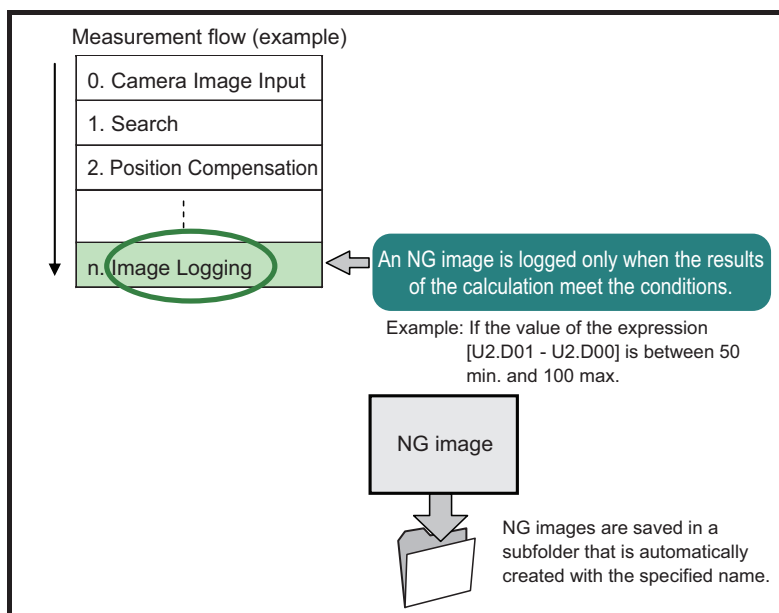 Measurement flow (example)
0. Camera Image Input
1. Search
2. Position Compensation
n. Image Logging
An NG image is logged only when the results
of the calculation meet the conditions.
Example: If the value of the expression
[U2.D01 - U2.D00] is between 50
min. and 100 max.
NG image
NG images are saved in a
subfolder that is automatically
created with the specified name.